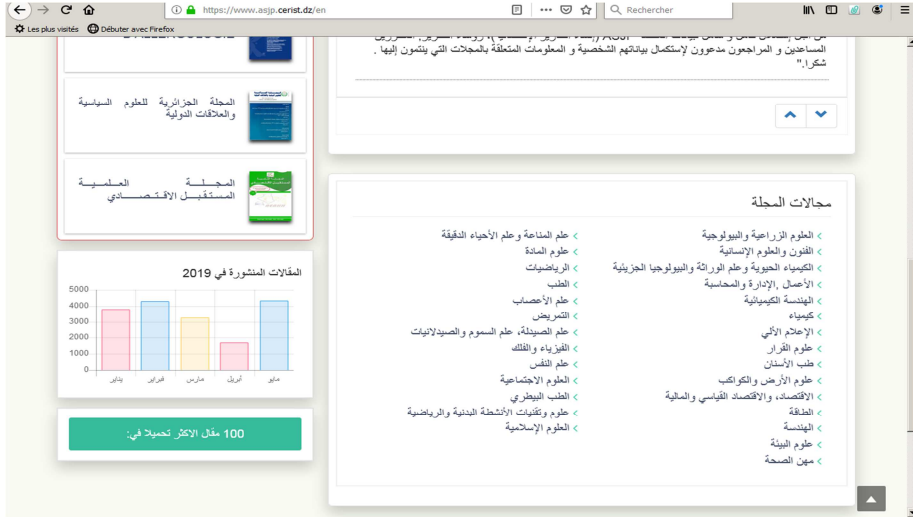 https://www.asjp.cerist.dz/en
Rechercher
Les plus visités
Débuter avec Firefox
المساعدين و المراجعون مدعوون لإستكمال بياناتهم الشخصية و المعلومات المتعلقة بالمجلات التي ينتمون إليها .
شكرا."
المجلة الجزائرية للعلوم السياسية
والعلاقات الدولية
المجـــلـــة العــلـمـيـــة
المستقبـــل الاقـتـصـــــادي
مجالات المجلة
العلوم الزراعية والبيولوجية
الفنون والعلوم الإنسانية
الكيمياء الحيوية وعلم الوراثة والبيولوجيا الجزيئية
الأعمال ,الإدارة والمحاسبة
الهندسة الكيميائية
كيمياء
الإعلام الألي
علوم القرار
طب الأسنان
علوم الأرض والكواكب
الاقتصاد، والاقتصاد القياسي والمالية
الطاقة
الهندسة
علوم البيئة
مهن الصحة
علم المناعة وعلم الأحياء الدقيقة
علوم المادة
الرياضيات
الطب
علم الأعصاب
التمريض
علم الصيدلة، علم السموم والصيدلانيات
الفيزياء والفلك
علم النفس
العلوم الاجتماعية
الطب البيطري
علوم وتقنيات الأنشطة البدنية والرياضية
العلوم الإسلامية
المقالات المنشورة في 2019
5000
4000
3000
2000
1000
0
يناير
فبراير
مارس
أبريل
مايو
100 مقال الاكثر تحميلا في: